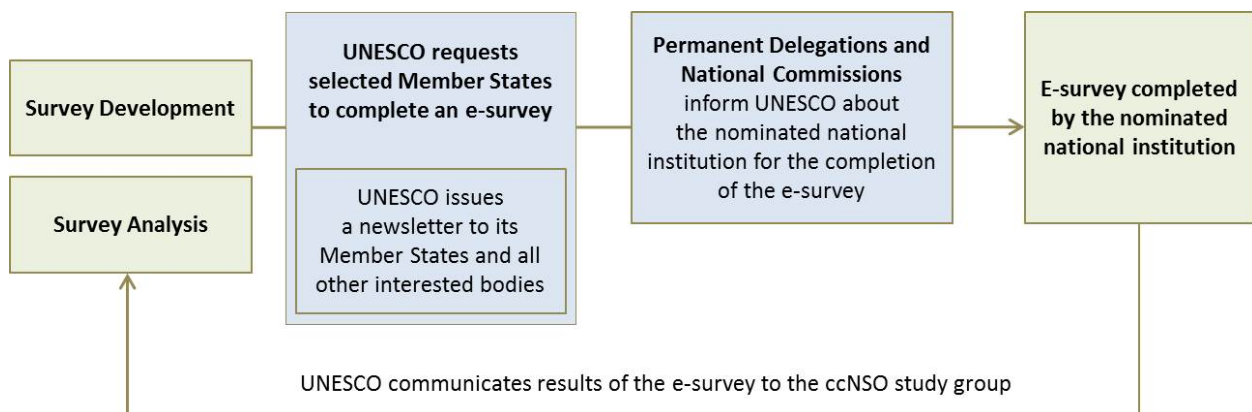 Survey Development
Survey Analysis
UNESCO requests
selected Member States
to complete an e-survey
UNESCO issues
a newsletter to its
Member States and all
other interested bodies
Permanent Delegations and
National Commissions
inform UNESCO about
the nominated national
institution for the completion
of the e-survey
E-survey completed
by the nominated
national institution
UNESCO communicates results of the e-survey to the ccNSO study group